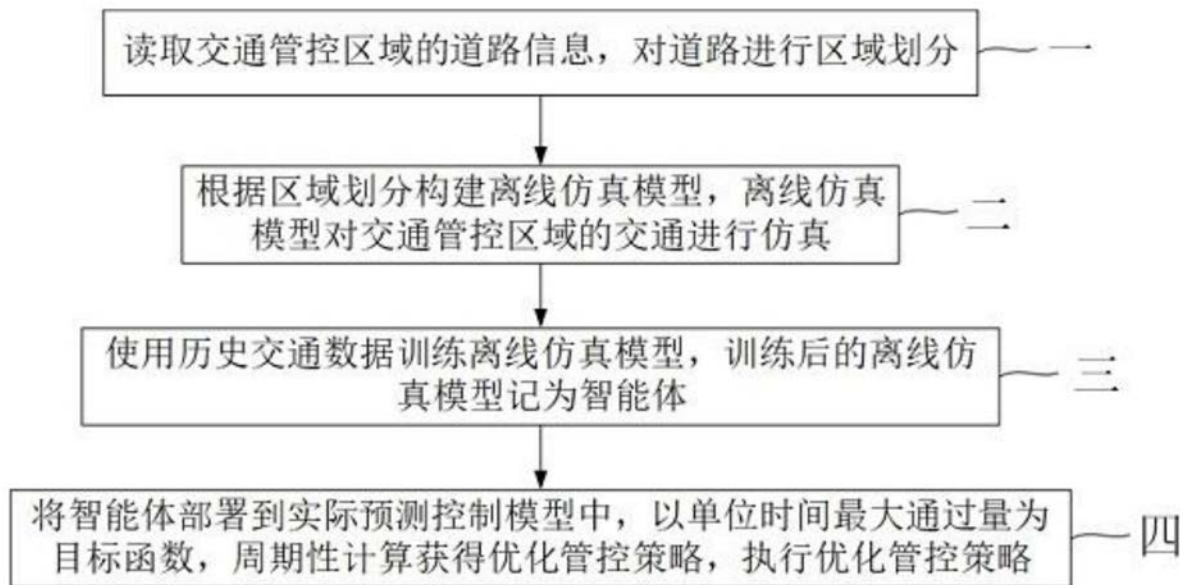 读取交通管控区域的道路信息，对道路进行区域划分
一
根据区域划分构建离线仿真模型，离线仿真
模型对交通管控区域的交通进行仿真
二
使用历史交通数据训练离线仿真模型，训练后的离线仿
真模型记为智能体
三
将智能体部署到实际预测控制模型中，以单位时间最大通过量为
目标函数，周期性计算获得优化管控策略，执行优化管控策略
四